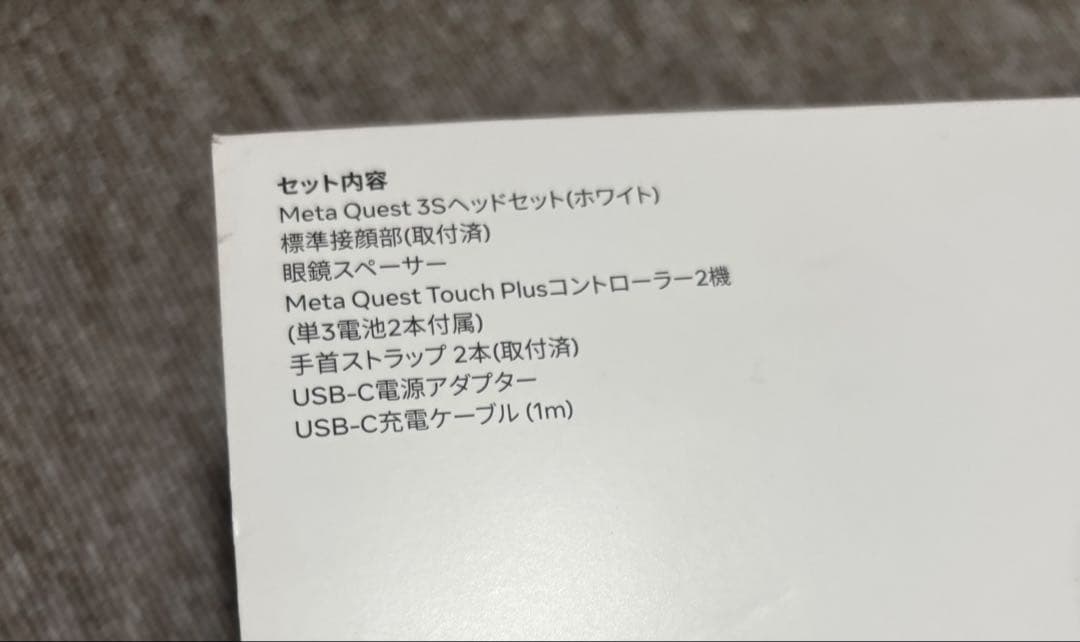 セット内容
Meta Quest 3Sヘッドセット(ホワイト)
標準接顔部(取付済)
眼鏡スペーサー
Meta Quest Touch Plusコントローラー2機
(単3電池2本付属)
手首ストラップ 2本(取付済)
USB-C電源アダプター
USB-C充電ケーブル (1m)